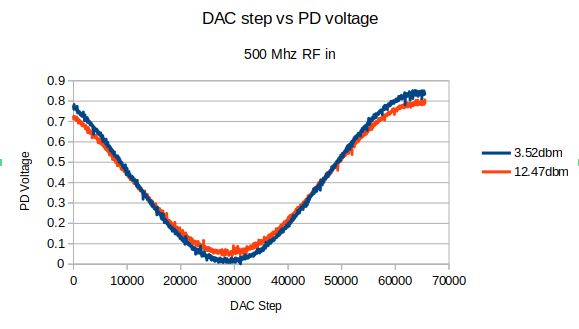 DAC step vs PD voltage
500 Mhz RF in
0.9
0.8
0.7
0.6
0.5
0.4
0.3
0.2
0.1
0
PD Voltage
0 10000 20000 30000 40000 50000 60000 70000
DAC Step
3.52dbm
12.47dbm